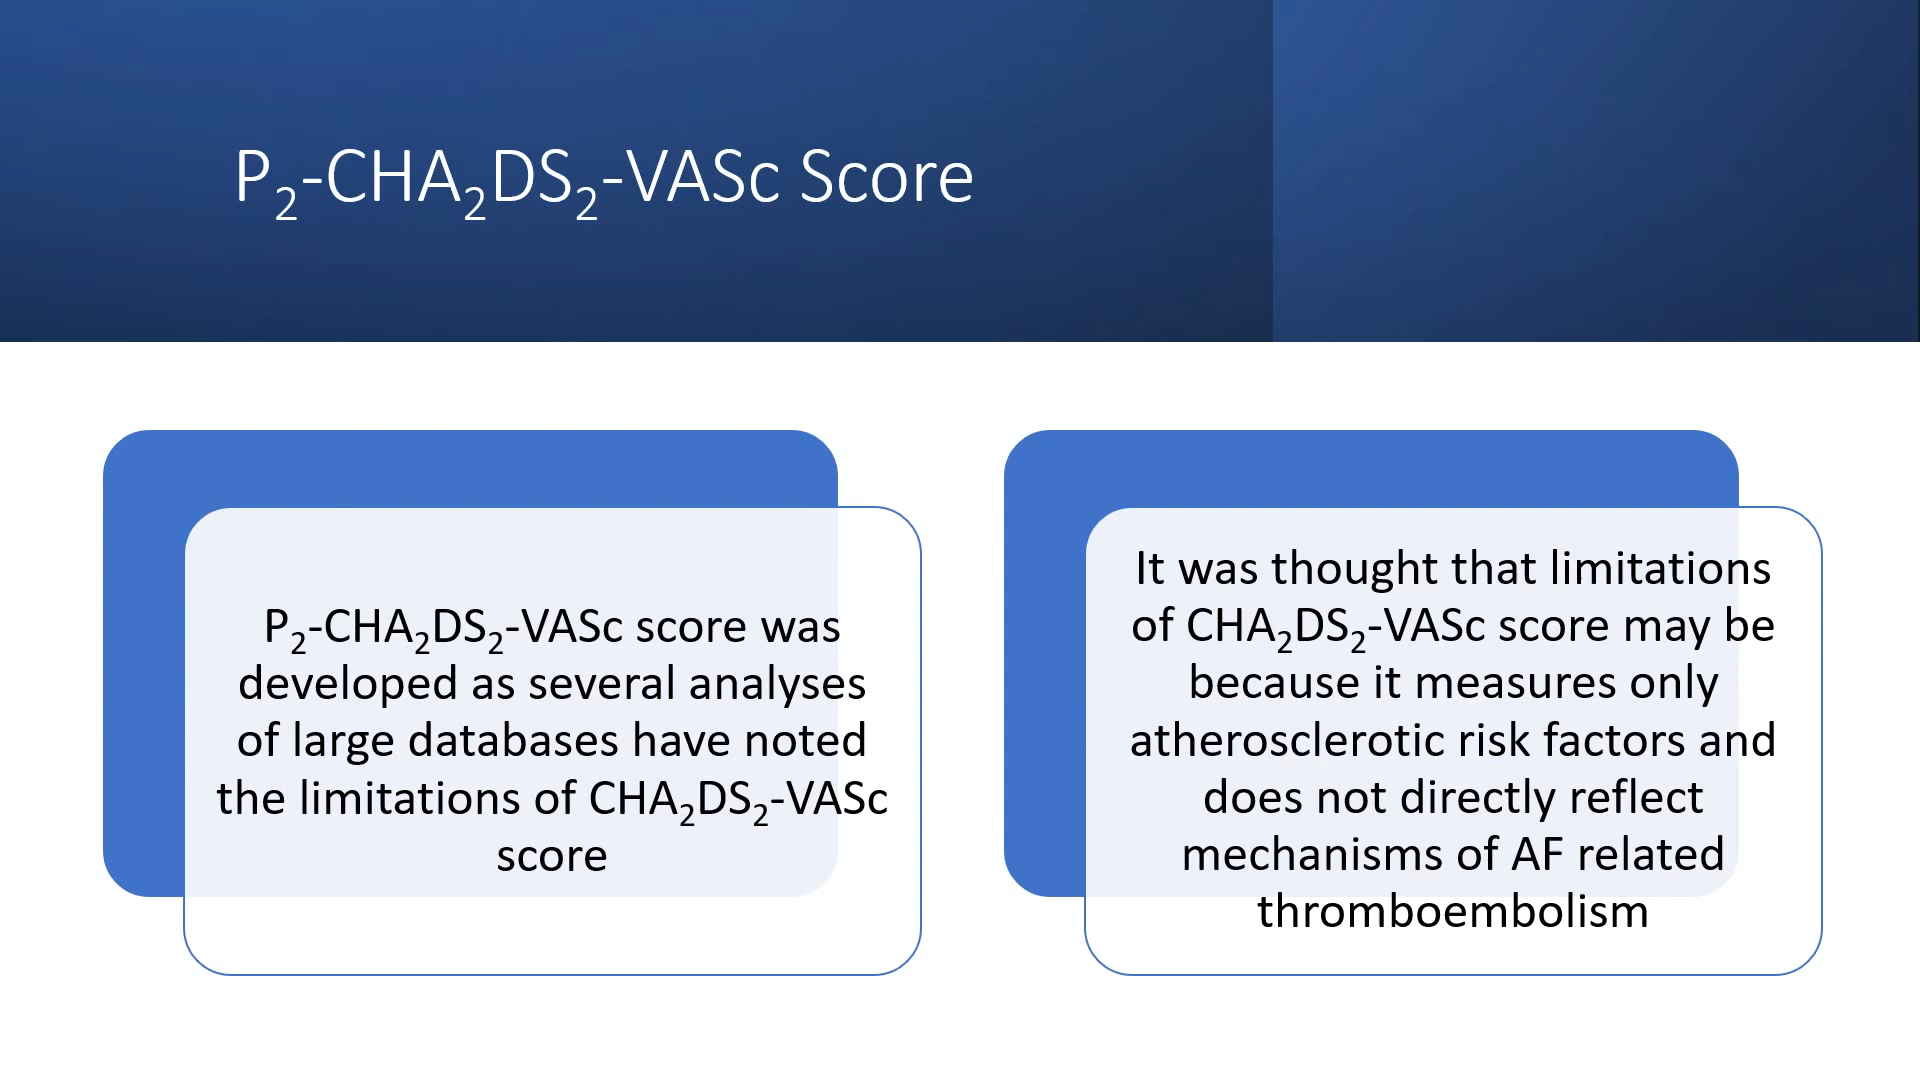 P₂-CHA₂DS₂-VASc Score
P₂-CHA₂DS₂-VASc score was
developed as several analyses
of large databases have noted
the limitations of CHA₂DS₂-VASc
score
It was thought that limitations
of CHA₂DS₂-VASc score may be
because it measures only
atherosclerotic risk factors and
does not directly reflect
mechanisms of AF related
thromboembolism